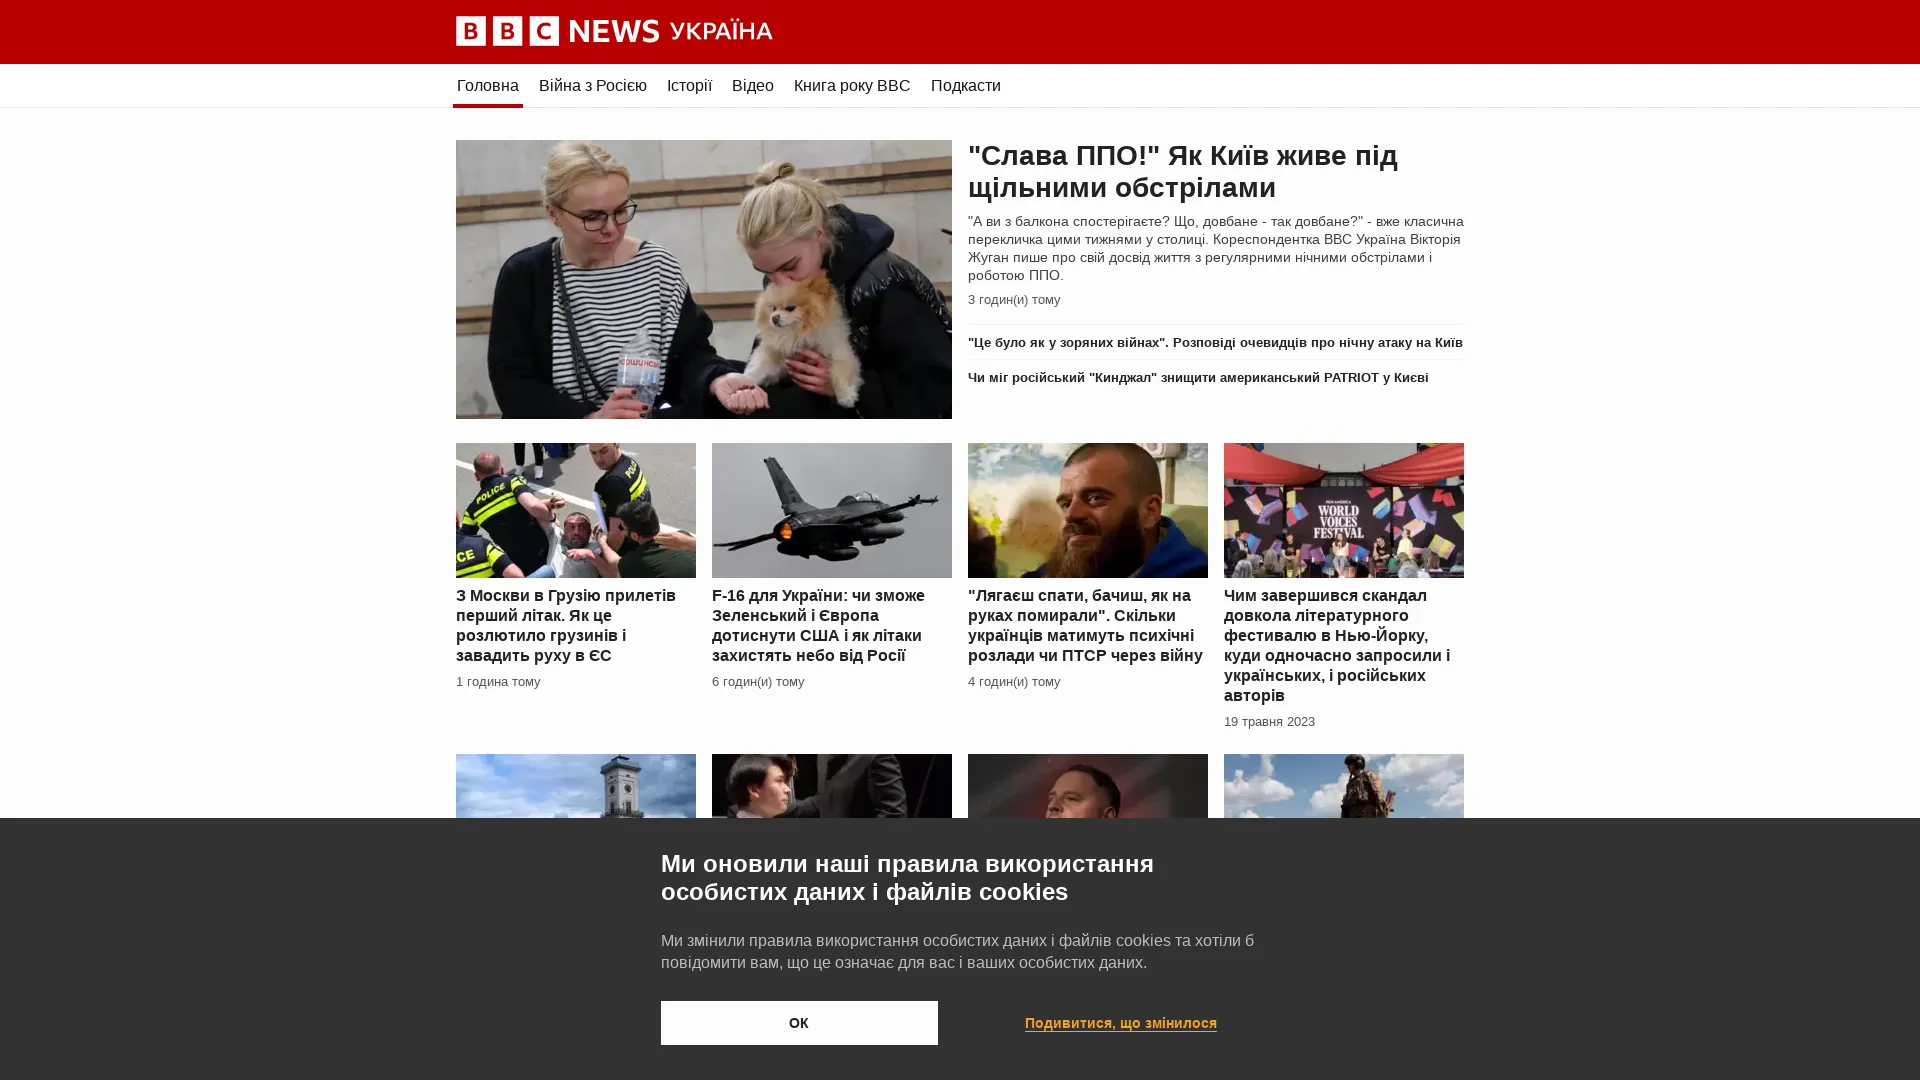 BBC NEWS УКРАЇНА
Головна Війна з Росією Історії Відео Книга року BBC Подкасти
"Слава ППО!" Як Київ живе під
щільними обстрілами
"А ви з балкона спостерігаєте? Що, довбане - так довбане?" - вже класична
перекличка цими тижнями у столиці. Кореспондентка ВВС Україна Вікторія
Жуган пише про свій досвід життя з регулярними нічними обстрілами і
роботою ППО.
3 годин(и) тому
"Це було як у зоряних війнах". Розповіді очевидців про нічну атаку на Київ
Чи міг російський "Кинджал" знищити американський PATRIOT у Києві
POLICE
WORLD
VOICES
FESTIVAL
З Москви в Грузію прилетів
перший літак. Як це
розлютило грузинів і
завадить руху в ЄС
1 година тому
F-16 для України: чи зможе
Зеленський і Європа
дотиснути США і як літаки
захистять небо від Росії
6 годин(и) тому
"Лягаєш спати, бачиш, як на
руках помирали". Скільки
українців матимуть психічні
розлади чи ПТСР через війну
4 годин(и) тому
Чим завершився скандал
довкола літературного
фестивалю в Нью-Йорку,
куди одночасно запросили і
українських, і російських
авторів
19 травня 2023
Ми оновили наші правила використання
особистих даних і файлів cookies
Ми змінили правила використання особистих даних і файлів cookies та хотіли б
повідомити вам, що це означає для вас і ваших особистих даних.
OK
Подивитися, що змінилося